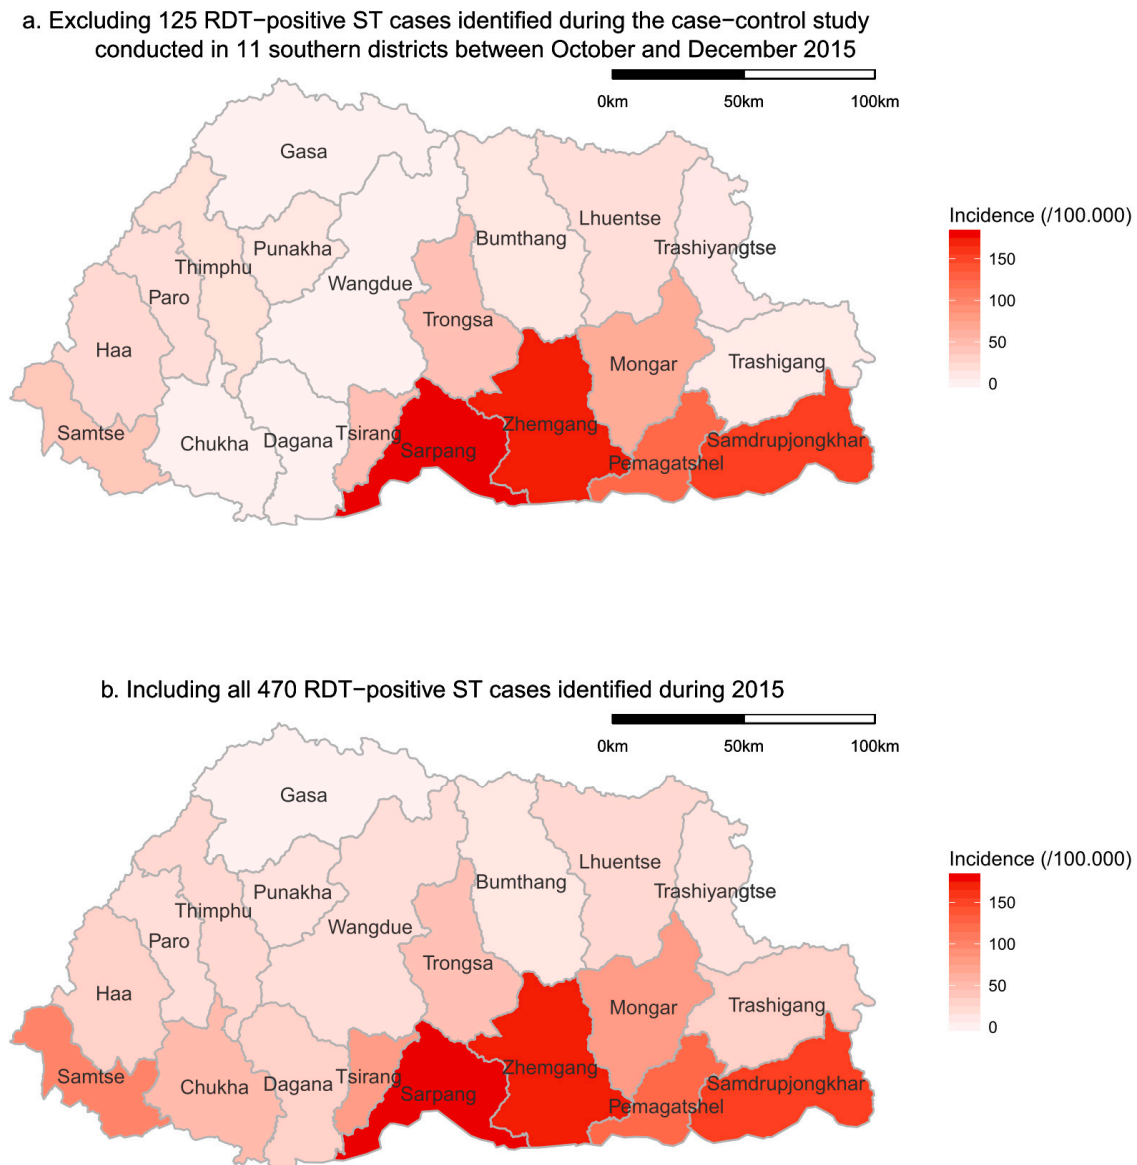 a. Excluding 125 RDT−positive ST cases identified during the case−control study
conducted in 11 southern districts between October and December 2015
0km 50km 100km
Gasa
Lhuentse
Incidence (/100.000)
Punakha
Bumthang
Trashiyangtse
150
Thimphu
Wangdue
Paro
100
Trongsa
Haa
50
Mongar
Trashigang
0
Samtse
Chukha
Dagana
Tsirang
Zhemgang
Sarpang
Samdrupjongkhar
Pemagatshel
b. Including all 470 RDT−positive ST cases identified during 2015
0km 50km 100km
Gasa
Lhuentse
Incidence (/100.000)
Punakha
Bumthang
Trashiyangtse
150
Thimphu
Wangdue
Paro
100
Trongsa
Haa
50
Mongar
Trashigang
0
Samtse
Chukha
Dagana
Tsirang
Zhemgang
Sarpang
Samdrupjongkhar
Pemagatshel